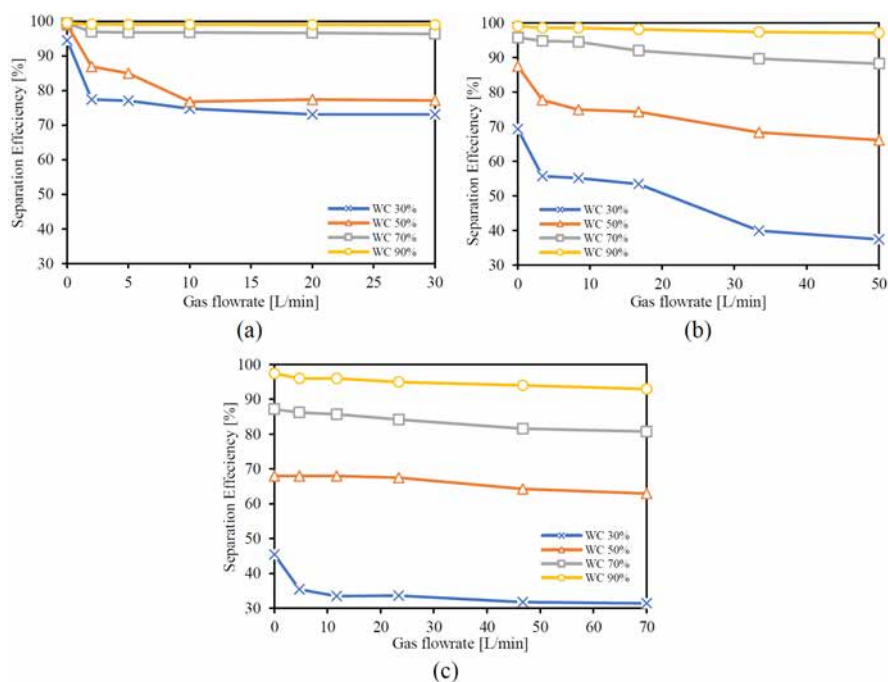 Separation Effeciency [%]
100
90
80
70
60
50
40
30
WC 30%
WC 50%
WC 70%
WC 90%
0 5 10 15 20 25 30
Gas flowrate [L/min]
(a)
Separation Effeciency [%]
100
90
80
70
60
50
40
30
WC 30%
WC 50%
WC 70%
WC 90%
0 10 20 30 40 50
Gas flowrate [L/min]
(b)
Separation Effeciency [%]
100
90
80
70
60
50
40
30
WC 30%
WC 50%
WC 70%
WC 90%
0 10 20 30 40 50 60 70
Gas flowrate [L/min]
(c)